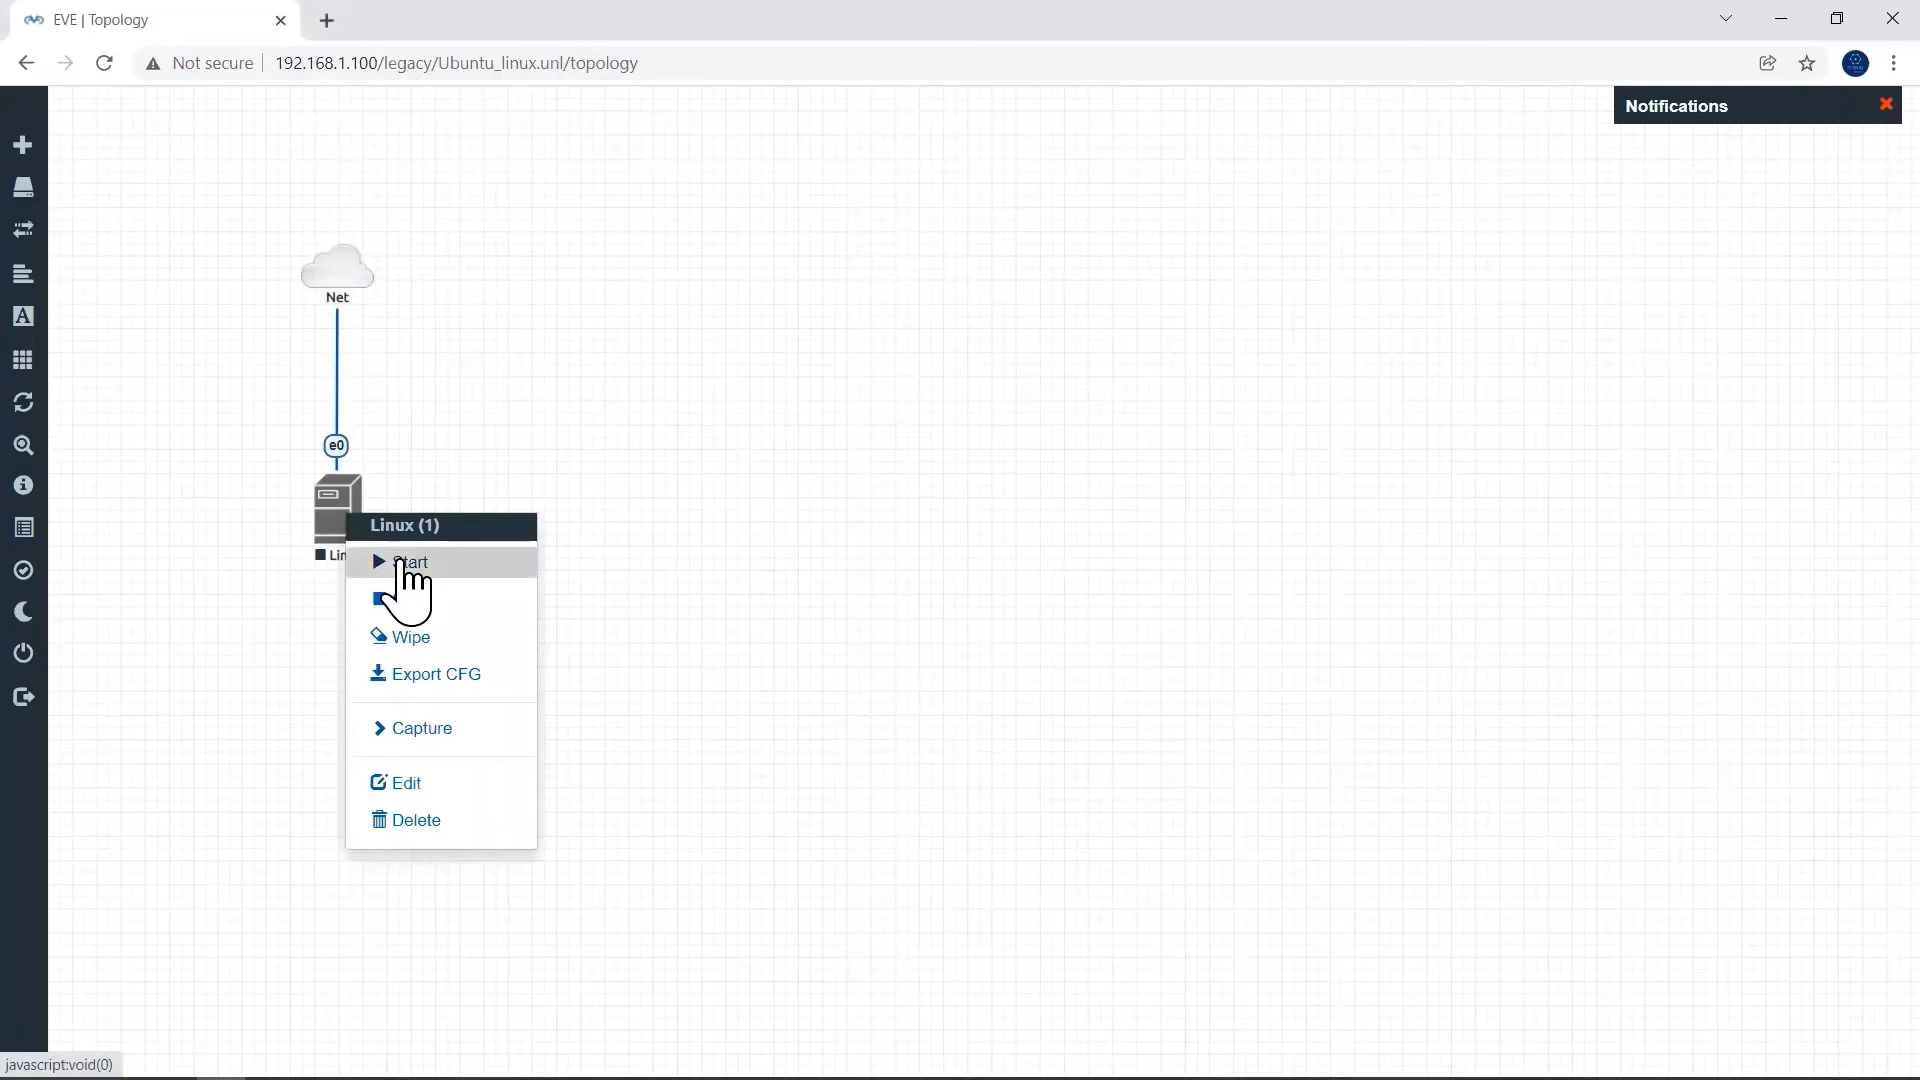 EVE | Topology
Not secure
192.168.1.100/legacy/Ubuntu_linux.unl/topology
Notifications
A
Net
e0
Linux (1)
Wipe
Export CFG
Capture
Edit
Delete
javascript:void(0)